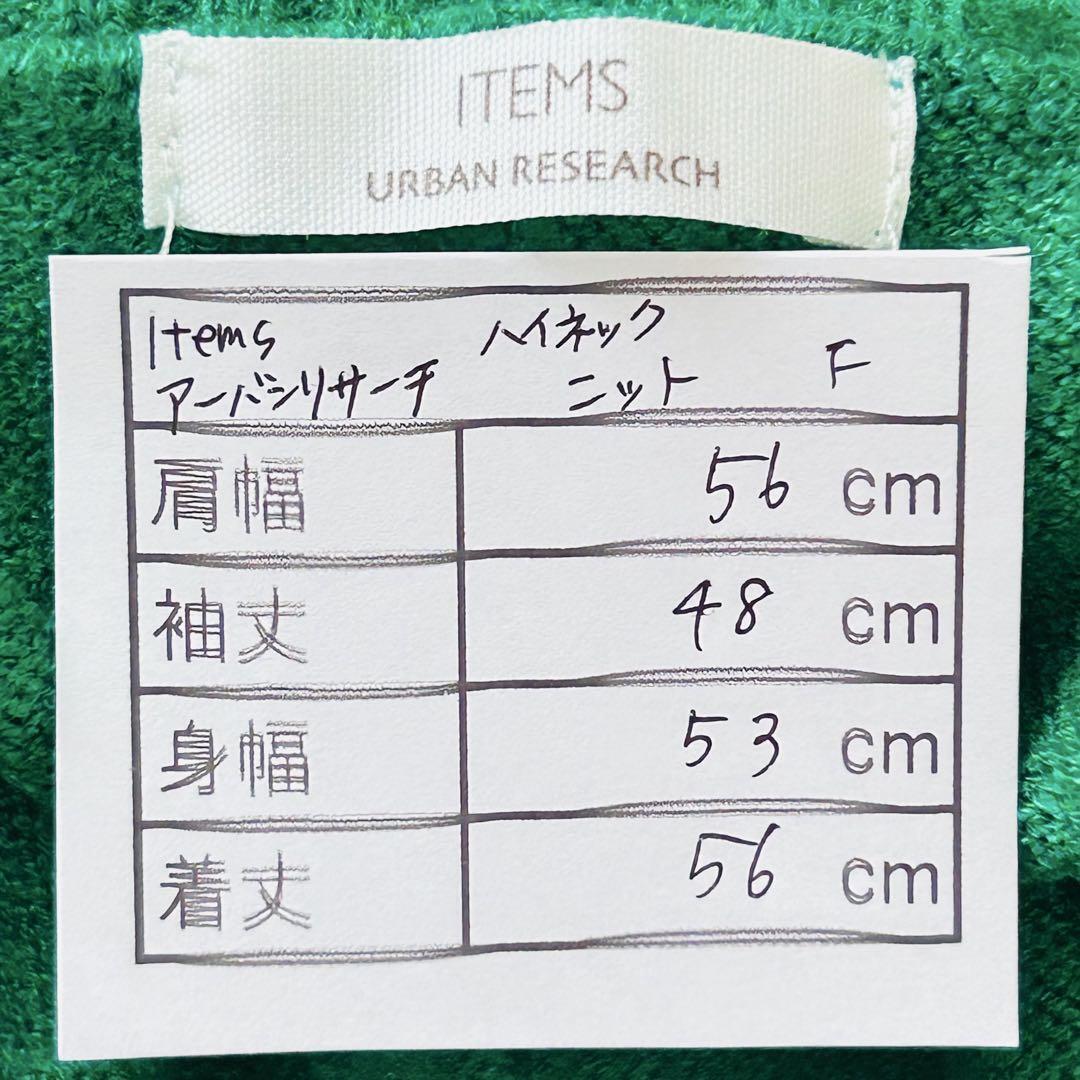 ITEMS
URBAN RESEARCH
Items ハイネック
アーバンリサーチ ニット F
肩幅 56 cm
袖丈 48 cm
身幅 53 cm
着丈 56 cm